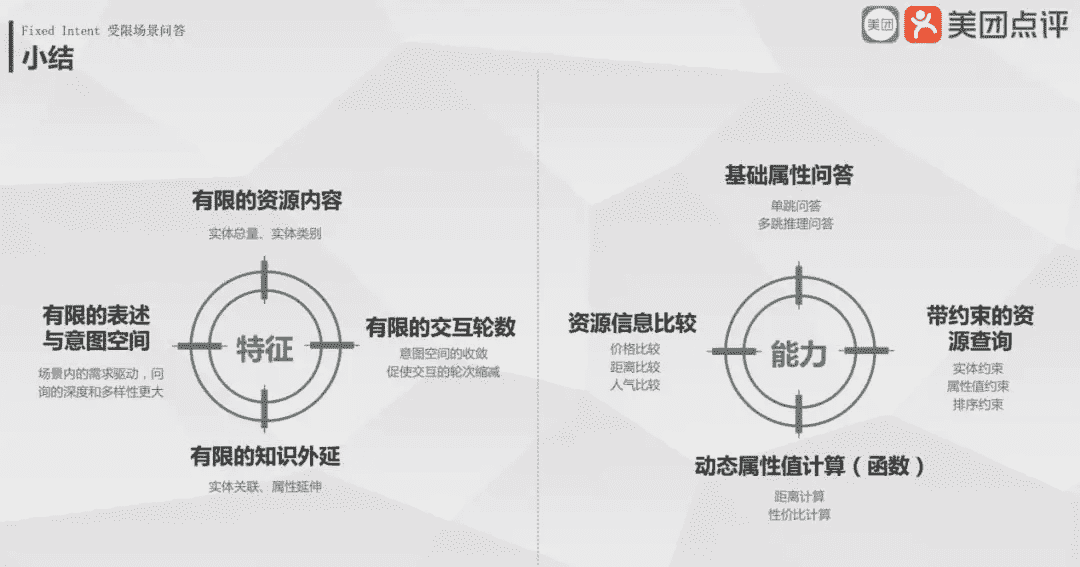 Fixed Intent 受限场景问答
小结
美团
美团点评
有限的资源内容
实体总量、实体类别
有限的表述
与意图空间
场景内的需求驱动，问
询的深度和多样性更大
特征
有限的交互轮数
意图空间的收敛
促使交互的轮次缩减
有限的知识外延
实体关联、属性延伸
基础属性问答
单跳问答
多跳推理问答
资源信息比较
价格比较
距离比较
人气比较
能力
带约束的资
源查询
实体约束
属性值约束
排序约束
动态属性值计算（函数）
距离计算
性价比计算